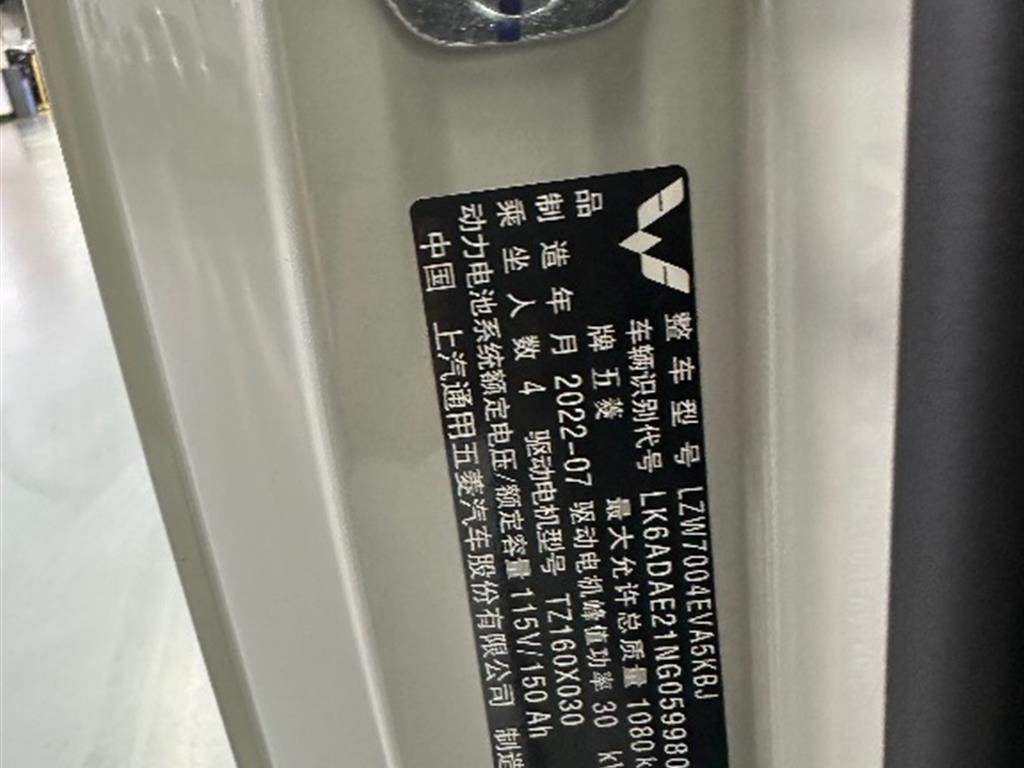 整车型号 LZW7004EVA5KBJ
车辆识别代号 LK6ADAE21NG059980
品牌 五菱 最大允许总质量 1080 k
制造年月 2022-07 驱动电机峰值功率 30 k
乘坐人数 4 驱动电机型号 TZ160X030
动力电池系统额定电压/额定容量 115V/150 Ah
中国 上汽通用五菱汽车股份有限公司 制造